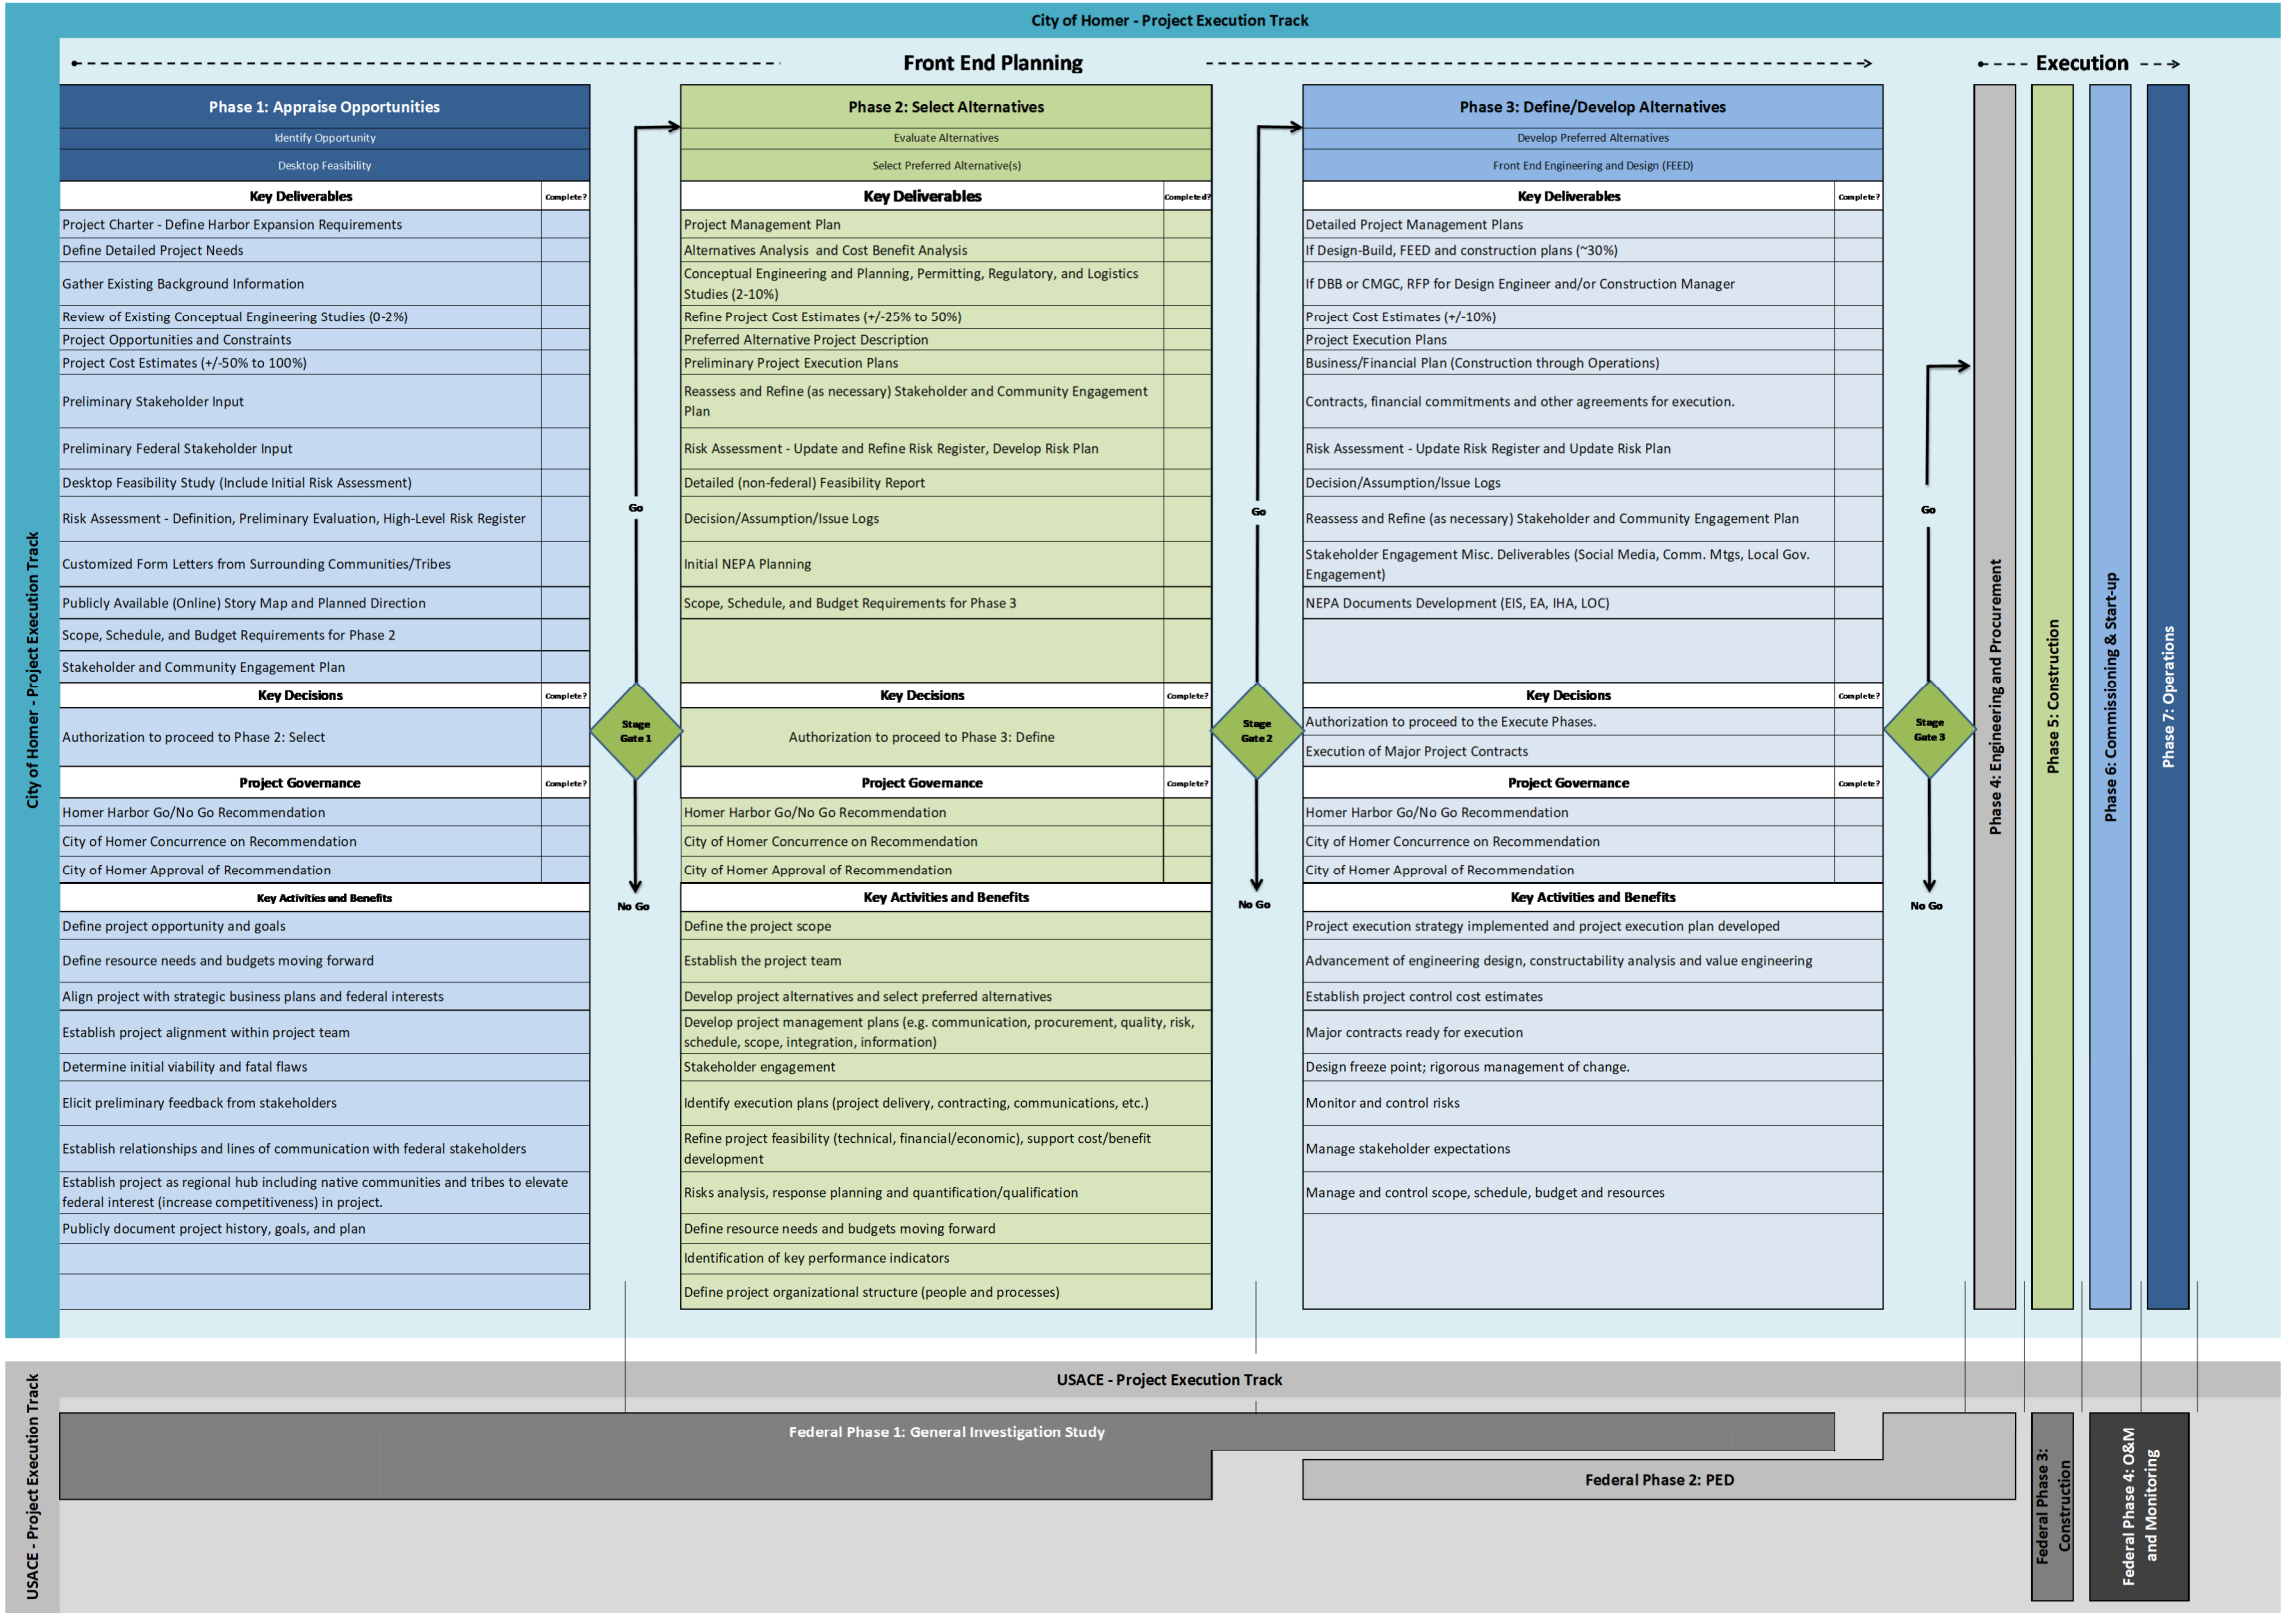 City of Homer - Project Execution Track
City of Homer - Project Execution Track
Front End Planning
Execution
Phase 1: Appraise Opportunities
Identify Opportunity
Desktop Feasibility
Key Deliverables
Complete?
Project Charter - Define Harbor Expansion Requirements
Define Detailed Project Needs
Gather Existing Background Information
Review of Existing Conceptual Engineering Studies (0-2%)
Project Opportunities and Constraints
Project Cost Estimates (+/-50% to 100%)
Preliminary Stakeholder Input
Preliminary Federal Stakeholder Input
Desktop Feasibility Study (Include Initial Risk Assessment)
Risk Assessment - Definition, Preliminary Evaluation, High-Level Risk Register
Customized Form Letters from Surrounding Communities/Tribes
Publicly Available (Online) Story Map and Planned Direction
Scope, Schedule, and Budget Requirements for Phase 2
Stakeholder and Community Engagement Plan
Key Decisions
Complete?
Authorization to proceed to Phase 2: Select
Project Governance
Complete?
Homer Harbor Go/No Go Recommendation
City of Homer Concurrence on Recommendation
City of Homer Approval of Recommendation
Key Activities and Benefits
Define project opportunity and goals
Define resource needs and budgets moving forward
Align project with strategic business plans and federal interests
Establish project alignment within project team
Determine initial viability and fatal flaws
Elicit preliminary feedback from stakeholders
Establish relationships and lines of communication with federal stakeholders
Establish project as regional hub including native communities and tribes to elevate
federal interest (increase competitiveness) in project.
Publicly document project history, goals, and plan
Go
Stage
Gate 1
No Go
Phase 2: Select Alternatives
Evaluate Alternatives
Select Preferred Alternative(s)
Key Deliverables
Completed?
Project Management Plan
Alternatives Analysis and Cost Benefit Analysis
Conceptual Engineering and Planning, Permitting, Regulatory, and Logistics
Studies (2-10%)
Refine Project Cost Estimates (+/-25% to 50%)
Preferred Alternative Project Description
Preliminary Project Execution Plans
Reassess and Refine (as necessary) Stakeholder and Community Engagement
Plan
Risk Assessment - Update and Refine Risk Register, Develop Risk Plan
Detailed (non-federal) Feasibility Report
Decision/Assumption/Issue Logs
Initial NEPA Planning
Scope, Schedule, and Budget Requirements for Phase 3
Key Decisions
Complete?
Authorization to proceed to Phase 3: Define
Project Governance
Complete?
Homer Harbor Go/No Go Recommendation
City of Homer Concurrence on Recommendation
City of Homer Approval of Recommendation
Key Activities and Benefits
Define the project scope
Establish the project team
Develop project alternatives and select preferred alternatives
Develop project management plans (e.g. communication, procurement, quality, risk,
schedule, scope, integration, information)
Stakeholder engagement
Identify execution plans (project delivery, contracting, communications, etc.)
Refine project feasibility (technical, financial/economic), support cost/benefit
development
Risks analysis, response planning and quantification/qualification
Define resource needs and budgets moving forward
Identification of key performance indicators
Define project organizational structure (people and processes)
Go
Stage
Gate 2
No Go
Phase 3: Define/Develop Alternatives
Develop Preferred Alternatives
Front End Engineering and Design (FEED)
Key Deliverables
Complete?
Detailed Project Management Plans
If Design-Build, FEED and construction plans (~30%)
If DBB or CMGC, RFP for Design Engineer and/or Construction Manager
Project Cost Estimates (+/-10%)
Project Execution Plans
Business/Financial Plan (Construction through Operations)
Contracts, financial commitments and other agreements for execution.
Risk Assessment - Update Risk Register and Update Risk Plan
Decision/Assumption/Issue Logs
Reassess and Refine (as necessary) Stakeholder and Community Engagement Plan
Stakeholder Engagement Misc. Deliverables (Social Media, Comm. Mtgs, Local Gov.
Engagement)
NEPA Documents Development (EIS, EA, IHA, LOC)
Key Decisions
Complete?
Authorization to proceed to the Execute Phases.
Execution of Major Project Contracts
Project Governance
Complete?
Homer Harbor Go/No Go Recommendation
City of Homer Concurrence on Recommendation
City of Homer Approval of Recommendation
Key Activities and Benefits
Project execution strategy implemented and project execution plan developed
Advancement of engineering design, constructability analysis and value engineering
Establish project control cost estimates
Major contracts ready for execution
Design freeze point; rigorous management of change.
Monitor and control risks
Manage stakeholder expectations
Manage and control scope, schedule, budget and resources
Go
Stage
Gate 3
No Go
Phase 4: Engineering and Procurement
Phase 5: Construction
Phase 6: Commissioning & Start-up
Phase 7: Operations
USACE - Project Execution Track
USACE - Project Execution Track
Federal Phase 1: General Investigation Study
Federal Phase 2: PED
Federal Phase 3:
Construction
Federal Phase 4: O&M
and Monitoring